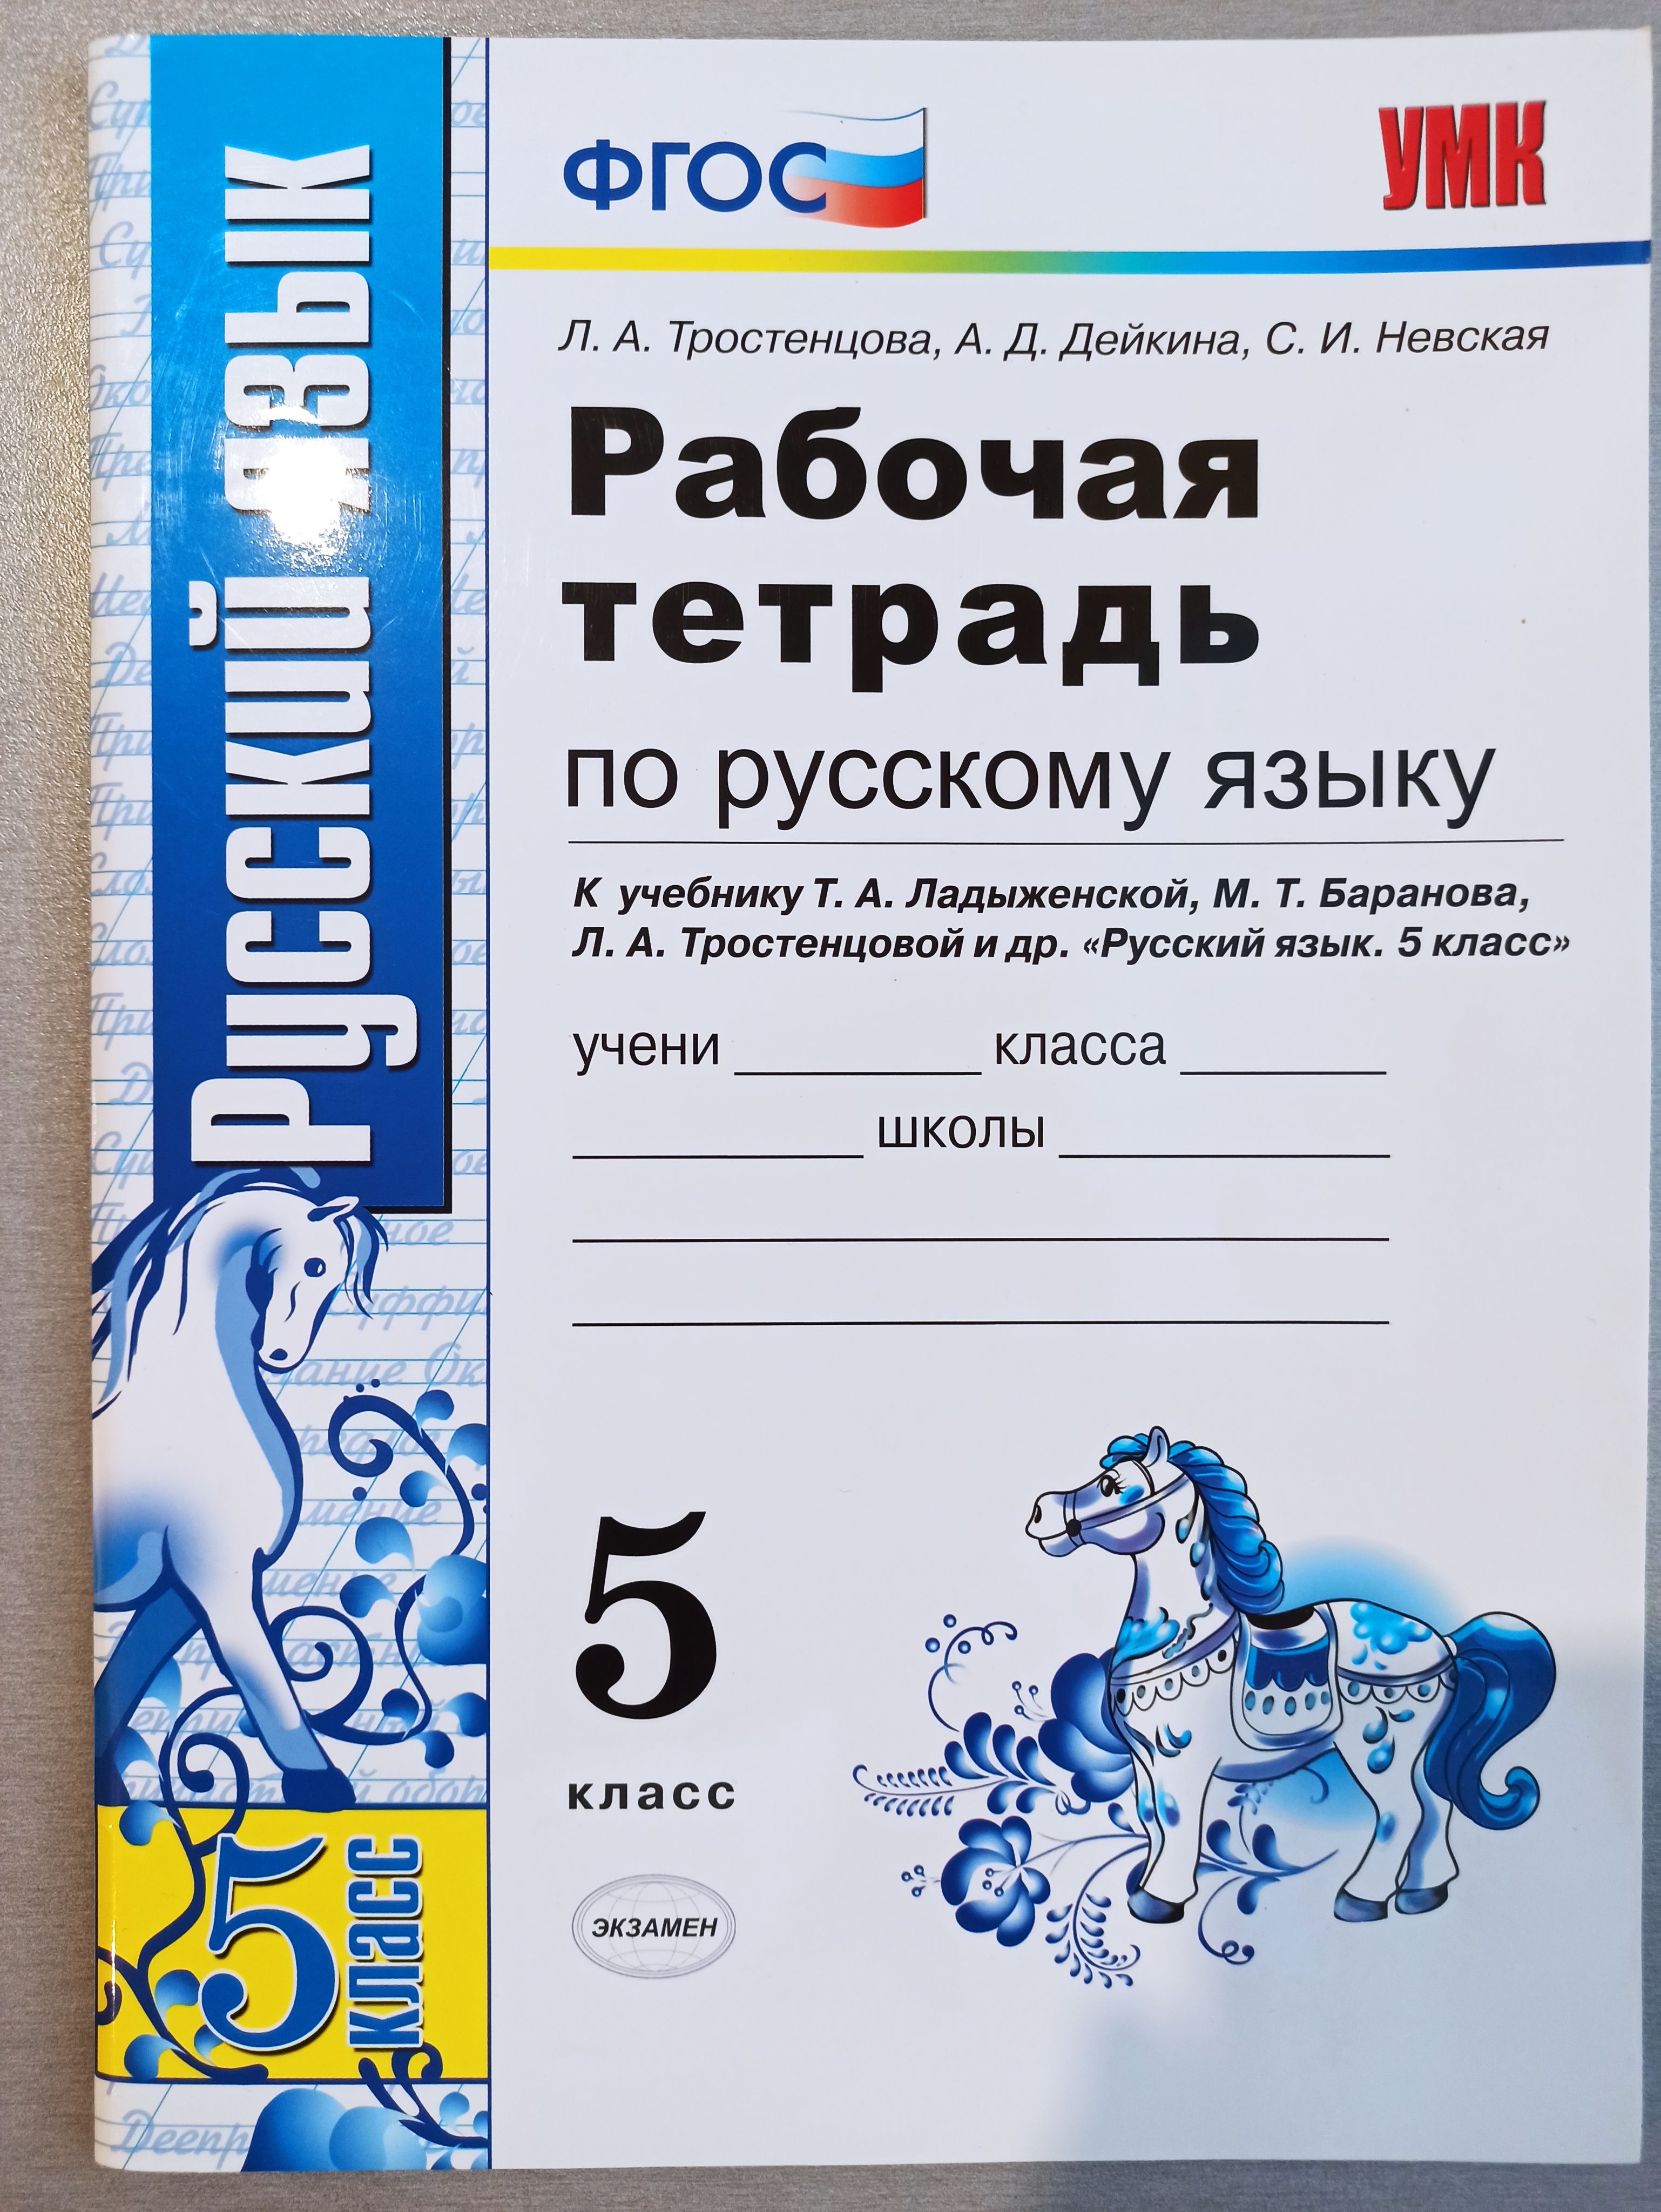 Русский язык
ФГОС
УМК
Л. А. Тростенцова, А. Д. Дейкина, С. И. Невская
Рабочая
тетрадь
по русскому языку
К учебнику Т. А. Ладыженской, М. Т. Баранова,
Л. А. Тростенцовой и др. «Русский язык. 5 класс»
учени класса
школы
5
класс
ЭКЗАМЕН
5
класс